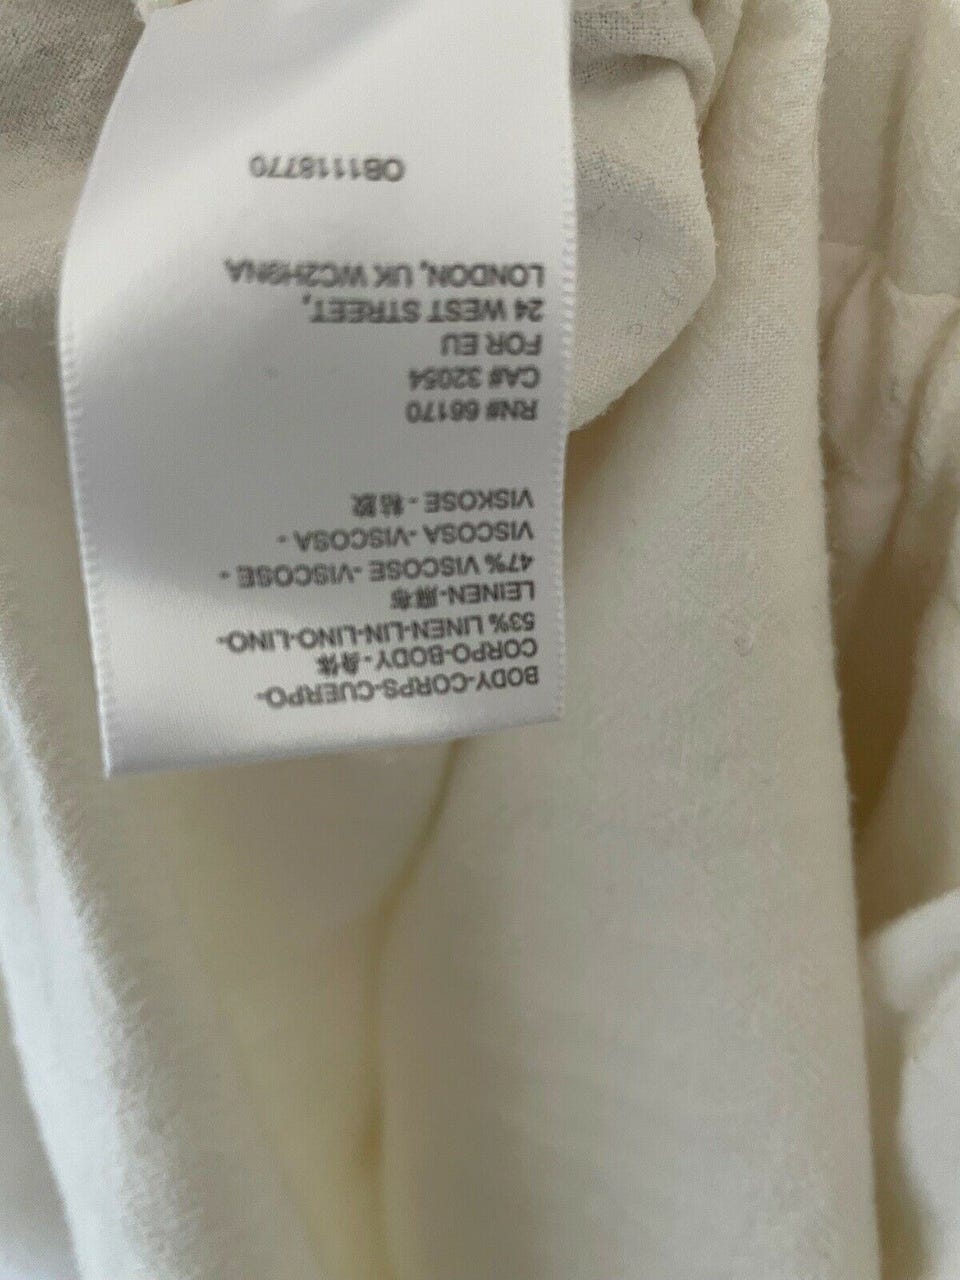 BODY-CORPS-CUERPO-
CORPO-BODY-身体
53% LINEN-LIN-LINO-LINO-
LEINEN-麻布
47% VISCOSE -VISCOSE -
VISCOSA -VISCOSA -
VISKOSE - 粘胶
RN# 66170
CA# 32054
FOR EU
24 WEST STREET,
LONDON, UK WC2H9NA
OB1118770